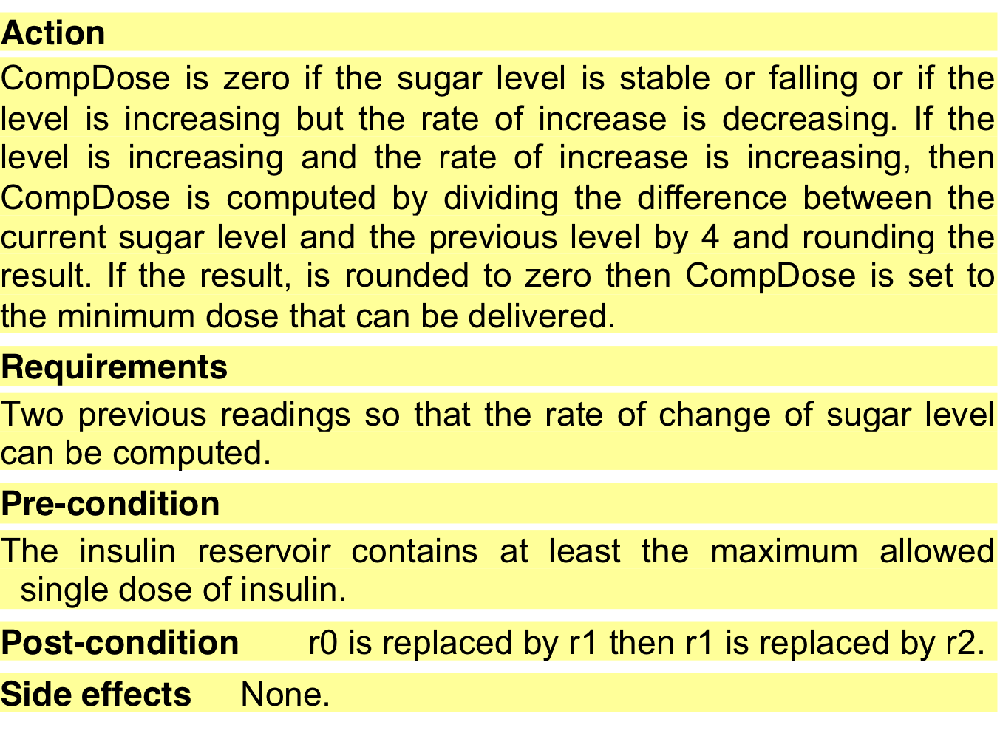 Action
CompDose is zero if the sugar level is stable or falling or if the
level is increasing but the rate of increase is decreasing. If the
level is increasing and the rate of increase is increasing, then
CompDose is computed by dividing the difference between the
current sugar level and the previous level by 4 and rounding the
result. If the result, is rounded to zero then CompDose is set to
the minimum dose that can be delivered.
Requirements
Two previous readings so that the rate of change of sugar level
can be computed.
Pre-condition
The insulin reservoir contains at least the maximum allowed
single dose of insulin.
Post-condition r0 is replaced by r1 then r1 is replaced by r2.
Side effects None.